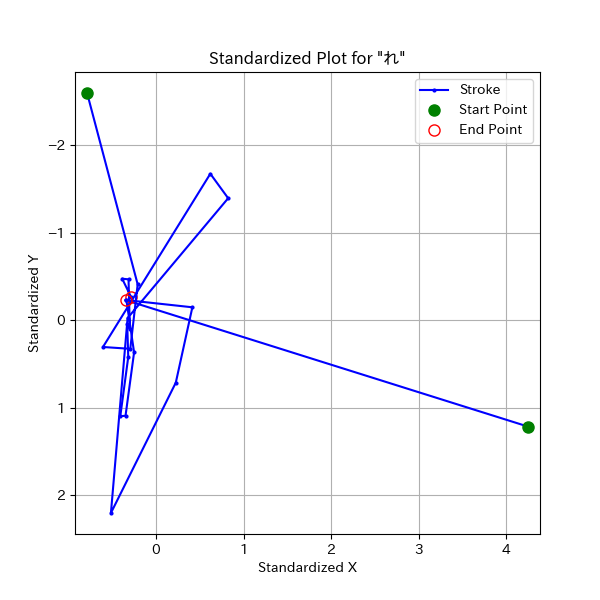 Standardized Plot for "れ"
Stroke
Start Point
End Point
Standardized Y
−2
−1
0
1
2
0 1 2 3 4
Standardized X